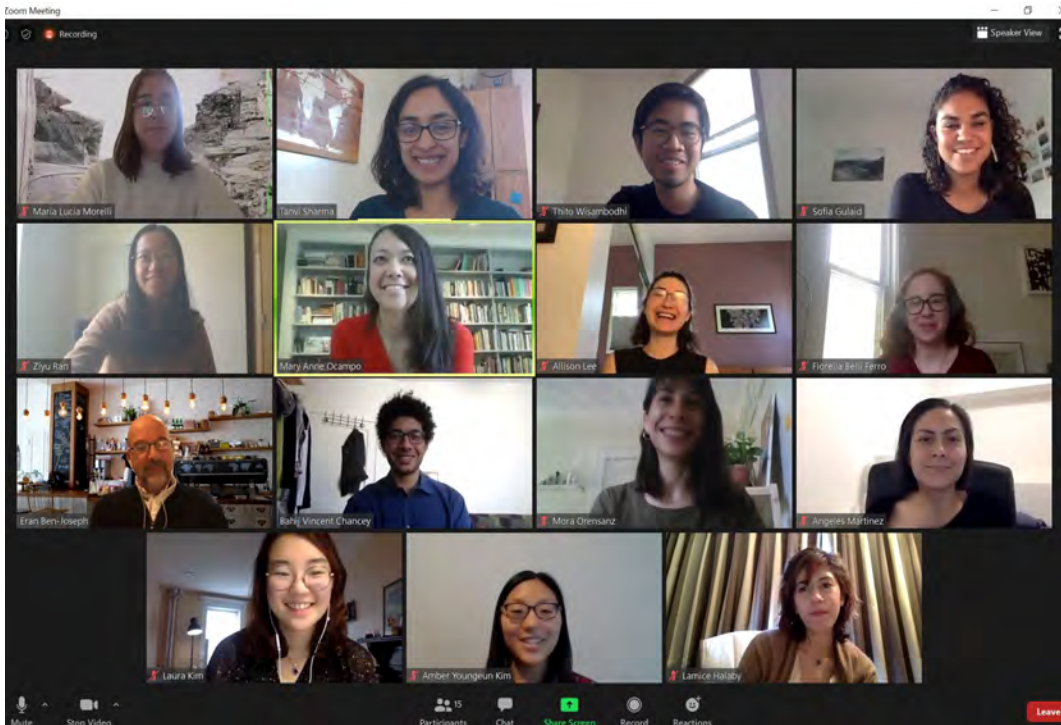 Zoom Meeting
Recording
Speaker View
Maria Lucia Morelli
Tanvi Sharma
Thito Wisambodhi
Sofia Gulaid
Ziyu Ran
Mary Anne Ocampo
Allison Lee
Fiorella Belli Ferro
Eran Ben-Joseph
Bahij Vincent Chancey
Mora Orensanz
Angeles Martinez
Laura Kim
Amber Youngeun Kim
Lamice Halaby
Mute
Stop Video
15
Participants
Chat
Share Screen
Record
Reactions
Leave